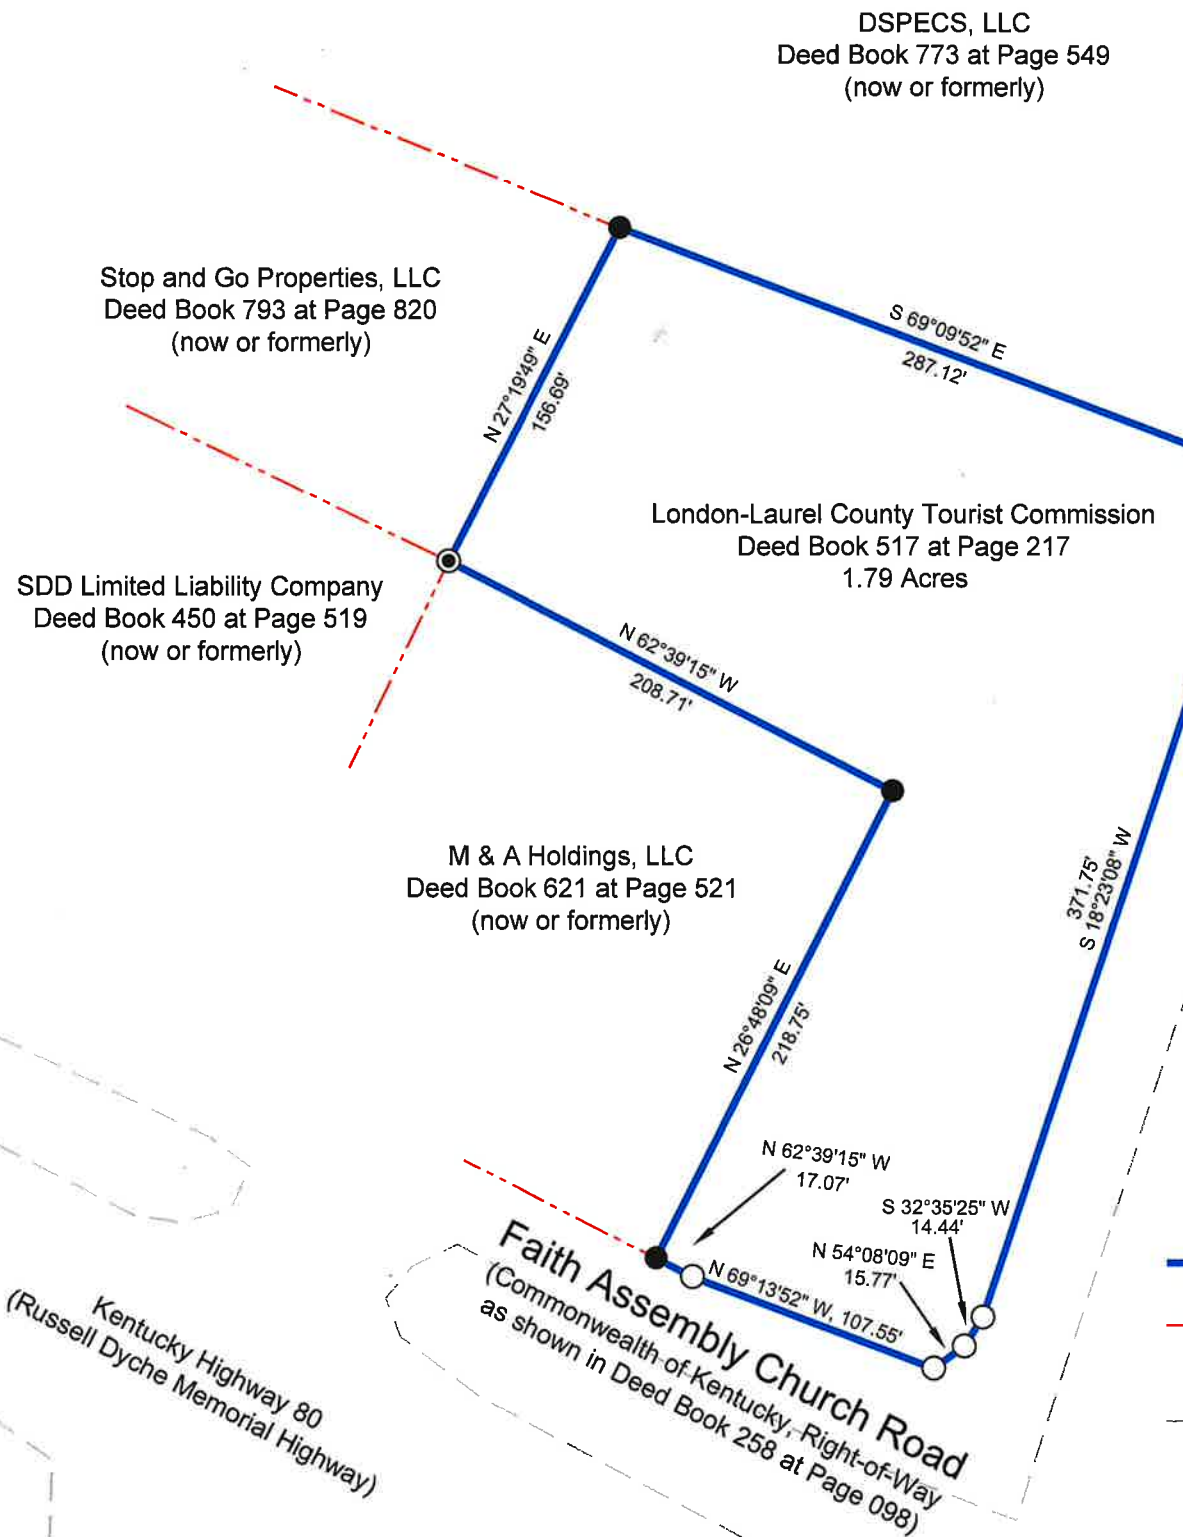 DSPECS, LLC
Deed Book 773 at Page 549
(now or formerly)
Stop and Go Properties, LLC
Deed Book 793 at Page 820
(now or formerly)
S 69°09'52" E
287.12'
N 27°19'49" E
156.69'
London-Laurel County Tourist Commission
Deed Book 517 at Page 217
1.79 Acres
SDD Limited Liability Company
Deed Book 450 at Page 519
(now or formerly)
N 62°39'15" W
208.71'
M & A Holdings, LLC
Deed Book 621 at Page 521
(now or formerly)
371.75'
S 18°23'08" W
N 26°48'09" E
218.75'
N 62°39'15" W
17.07'
S 32°35'25" W
14.44'
N 54°08'09" E
15.77'
N 69°13'52" W, 107.55'
Faith Assembly Church Road
(Commonwealth of Kentucky, Right-of-Way
as shown in Deed Book 258 at Page 098)
Kentucky Highway 80
(Russell Dyche Memorial Highway)